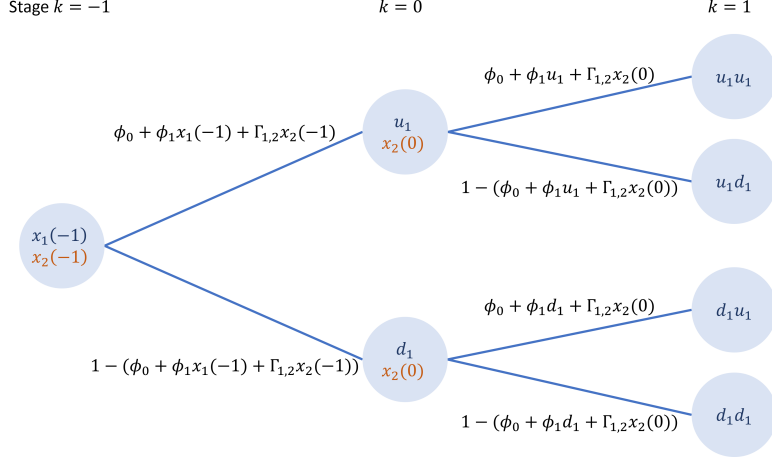 Stage k = −1
k = 0
k = 1
ϕ₀ + ϕ₁u₁ + Γ₁,₂x₂(0)
u₁u₁
ϕ₀ + ϕ₁x₁(−1) + Γ₁,₂x₂(−1)
u₁
x₂(0)
1 − (ϕ₀ + ϕ₁u₁ + Γ₁,₂x₂(0))
u₁d₁
x₁(−1)
x₂(−1)
ϕ₀ + ϕ₁d₁ + Γ₁,₂x₂(0)
d₁u₁
1 − (ϕ₀ + ϕ₁x₁(−1) + Γ₁,₂x₂(−1))
d₁
x₂(0)
1 − (ϕ₀ + ϕ₁d₁ + Γ₁,₂x₂(0))
d₁d₁